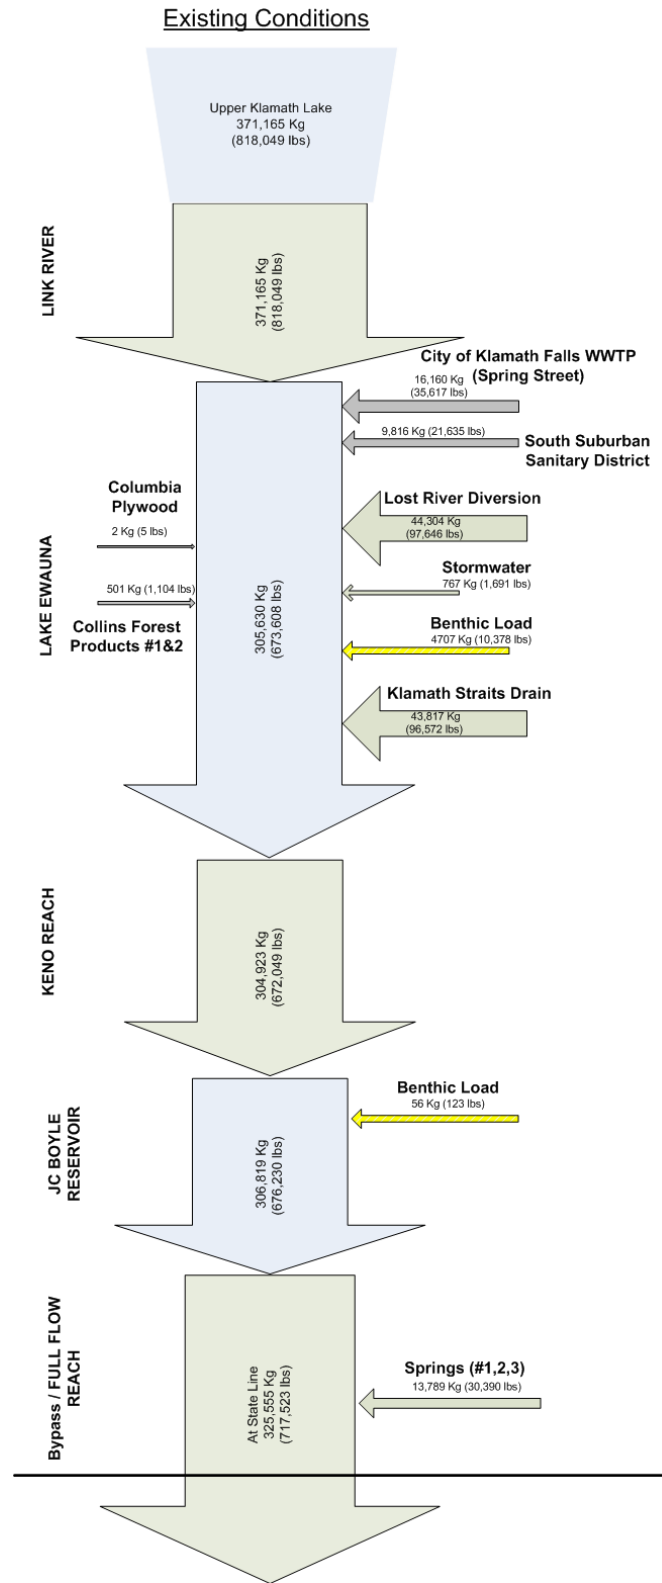 Existing Conditions
Upper Klamath Lake
371,165 Kg
(818,049 lbs)
LINK RIVER
371,165 Kg
(818,049 lbs)
City of Klamath Falls WWTP
(Spring Street)
16,160 Kg
(35,617 lbs)
9,816 Kg (21,635 lbs)
South Suburban
Sanitary District
Columbia
Plywood
2 Kg (5 lbs)
Lost River Diversion
44,304 Kg
(97,646 lbs)
Stormwater
767 Kg (1,691 lbs)
501 Kg (1,104 lbs)
Collins Forest
Products #1&2
LAKE EWAUNA
305,630 Kg
(673,608 lbs)
Benthic Load
4707 Kg (10,378 lbs)
Klamath Straits Drain
43,817 Kg
(96,572 lbs)
KENO REACH
304,923 Kg
(672,049 lbs)
JC BOYLE
RESERVOIR
306,819 Kg
(676,230 lbs)
Benthic Load
56 Kg (123 lbs)
Bypass / FULL FLOW
REACH
At State Line
325,555 Kg
(717,523 lbs)
Springs (#1,2,3)
13,789 Kg (30,390 lbs)